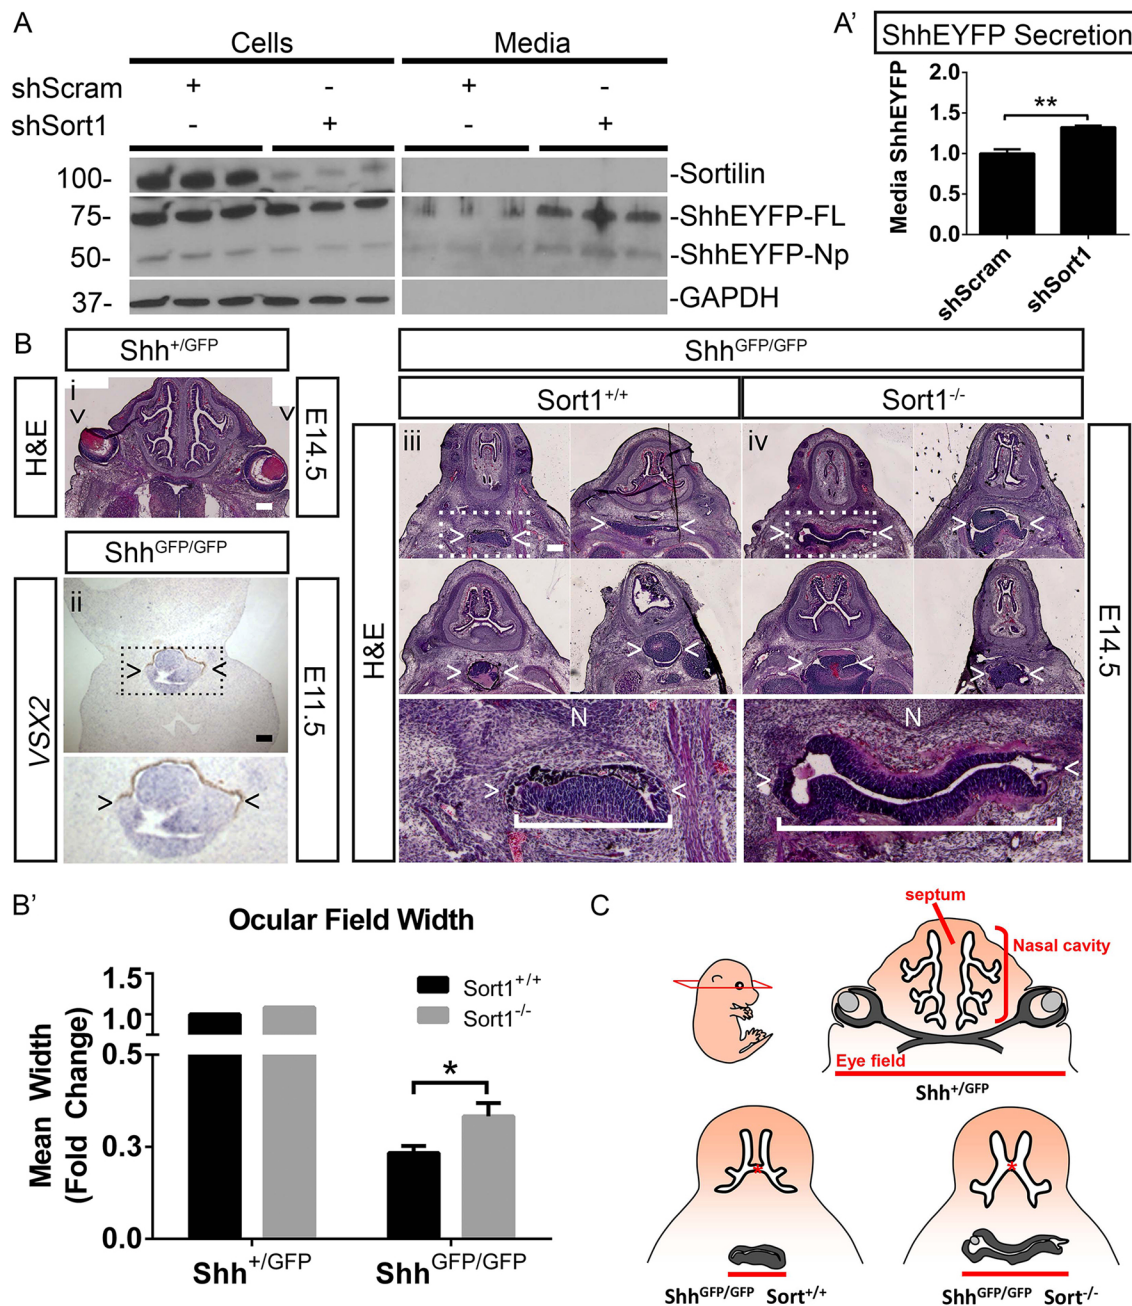 A
Cells Media
shScram + - + -
shSort1 - + - +
100- -Sortilin
75- -ShhEYFP-FL
50- -ShhEYFP-Np
37- -GAPDH
A’
ShhEYFP Secretion
Media ShhEYFP
2.0
1.5
1.0
0.5
0.0
**
shScram shSort1
B
Shh+/GFP
H&E
i
> >
E14.5
ShhGFP/GFP
VSX2
ii
> <
E11.5
> <
ShhGFP/GFP
Sort1+/+ Sort1-/-
H&E
iii iv
> < > < > < > <
> < > < > < > <
N N
> < > <
E14.5
B’
Ocular Field Width
Mean Width
(Fold Change)
1.5
1.0
0.5
0.3
0.0
Sort1+/+
Sort1-/-
*
Shh+/GFP ShhGFP/GFP
C
septum
Nasal cavity
Eye field
Shh+/GFP
* *
ShhGFP/GFP Sort+/+ ShhGFP/GFP Sort-/-